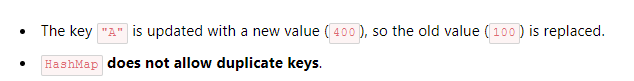 • The key "A" is updated with a new value (400), so the old value (100) is replaced.
• HashMap does not allow duplicate keys.